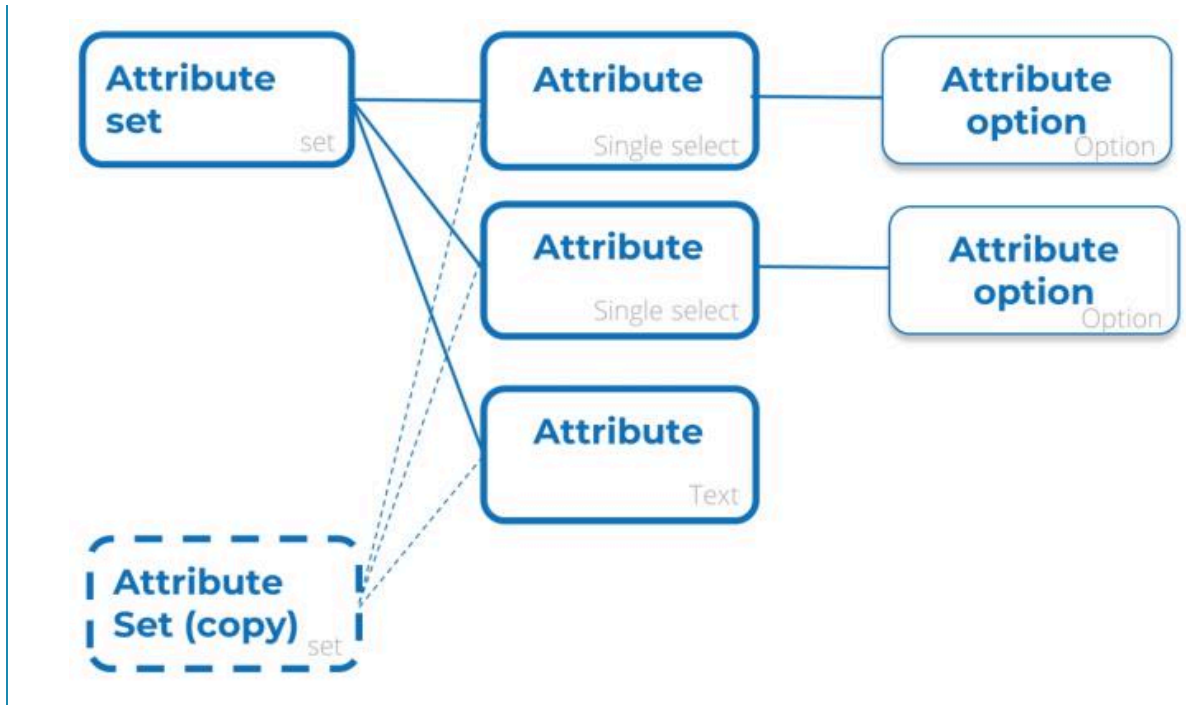 Attribute
set
set
Attribute
Single select
Attribute
option
Option
Attribute
Single select
Attribute
option
Option
Attribute
Text
Attribute
Set (copy)
set